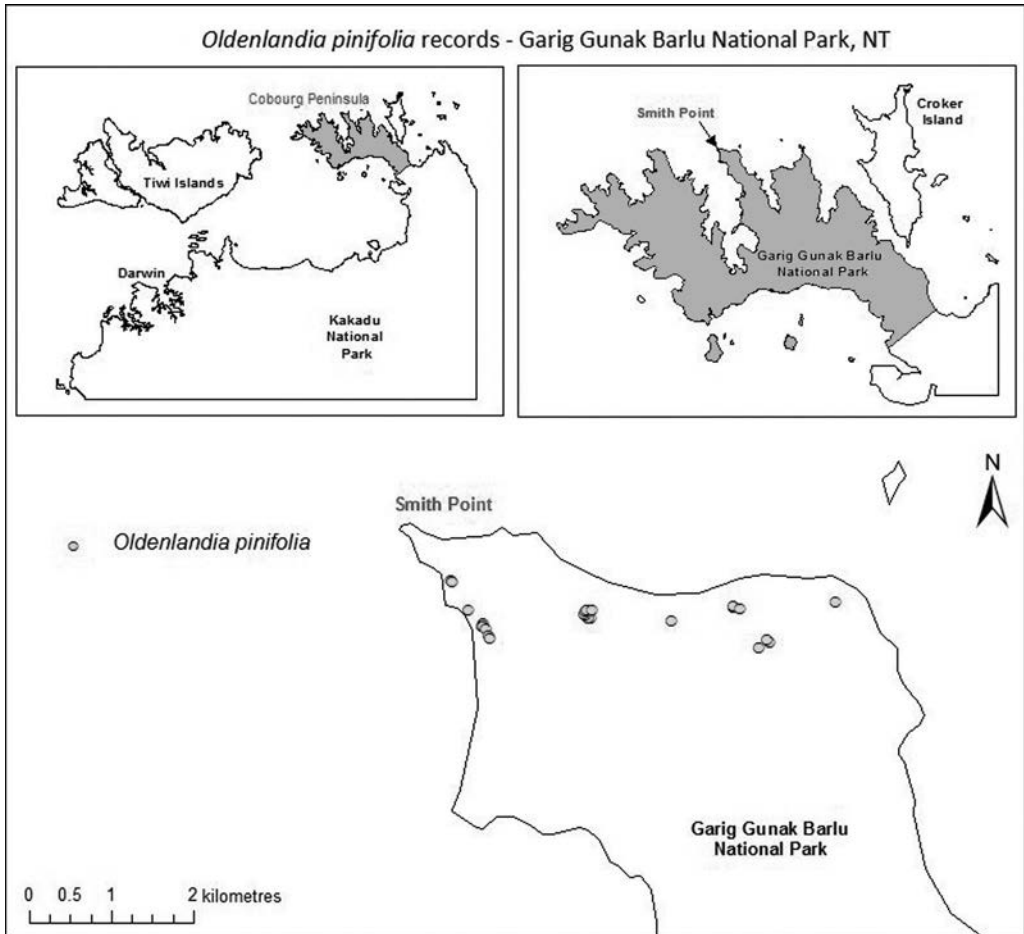 Oldenlandia pinifolia records - Garig Gunak Barlu National Park, NT
Cobourg Peninsula
Tiwi Islands
Darwin
Kakadu
National
Park
Smith Point
Croker
Island
Garig Gunak Barlu
National Park
Smith Point
N
Oldenlandia pinifolia
Garig Gunak Barlu
National Park
0 0.5 1 2 kilometres